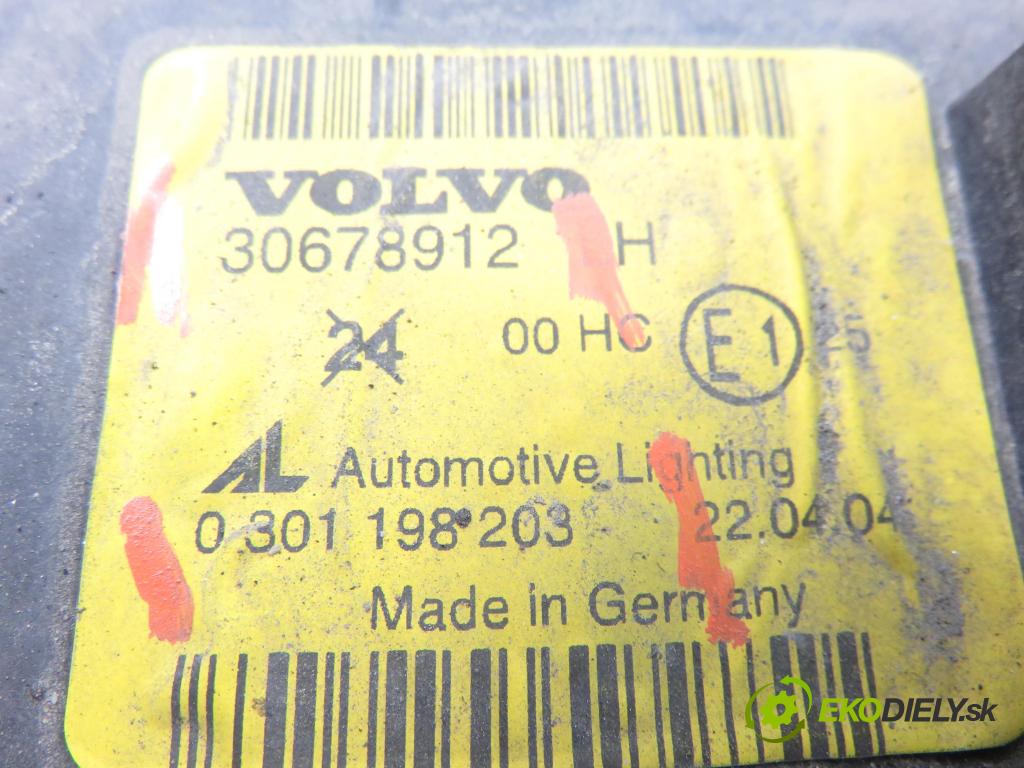 VOLVO
30678912 H
24 00 HC E1
AL Automotive Lighting
0 301 198 203 22.04.04
Made in Germany
EKODIELY.sk